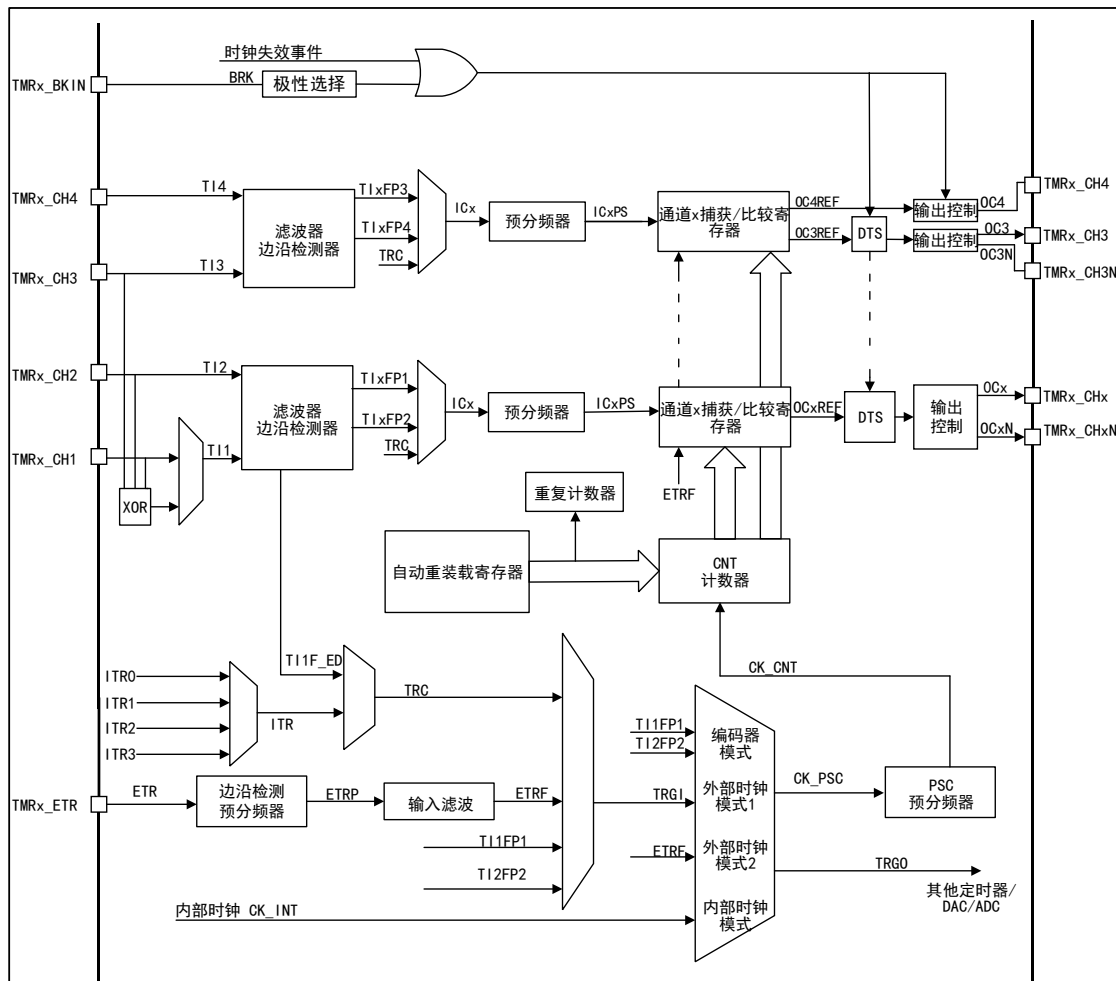 时钟失效事件
TMRx_BKIN
BRK
极性选择
TMRx_CH4
TI4
滤波器
边沿检测器
TIxFP3
TIxFP4
TRC
ICx
预分频器
ICxPS
通道x捕获/比较寄
存器
OC4REF
OC3REF
DTS
输出控制
OC4
TMRx_CH4
输出控制
OC3
TMRx_CH3
OC3N
TMRx_CH3N
TMRx_CH3
TI3
TMRx_CH2
TI2
滤波器
边沿检测器
TIxFP1
TIxFP2
TRC
ICx
预分频器
ICxPS
通道x捕获/比较寄
存器
OCxREF
DTS
输出
控制
OCx
TMRx_CHx
OCxN
TMRx_CHxN
TMRx_CH1
TI1
XOR
ETRF
重复计数器
自动重装载寄存器
CNT
计数器
TI1F_ED
CK_CNT
ITR0
ITR1
ITR2
ITR3
ITR
TRC
TI1FP1
TI2FP2
编码器
模式
TMRx_ETR
ETR
边沿检测
预分频器
ETRP
输入滤波
ETRF
TRGI
外部时钟
模式1
CK_PSC
PSC
预分频器
TI1FP1
TI2FP2
ETRF
外部时钟
模式2
TRGO
其他定时器/
DAC/ADC
内部时钟 CK_INT
内部时钟
模式